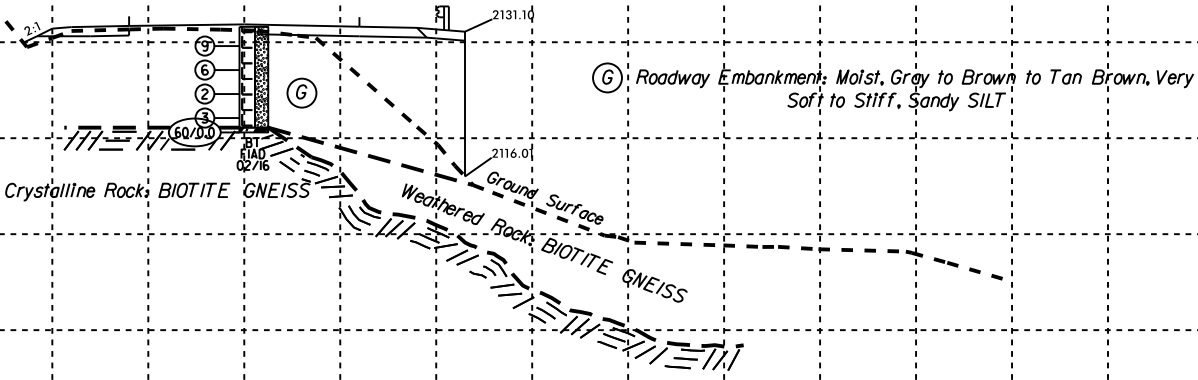 2:1
2131.10
9
6
2
3
60/0.0
G
G Roadway Embankment: Moist, Gray to Brown to Tan Brown, Very
Soft to Stiff, Sandy SILT
BT
FIAD
02/16
2116.01
Crystalline Rock: BIOTITE GNEISS
Ground Surface
Weathered Rock: BIOTITE GNEISS